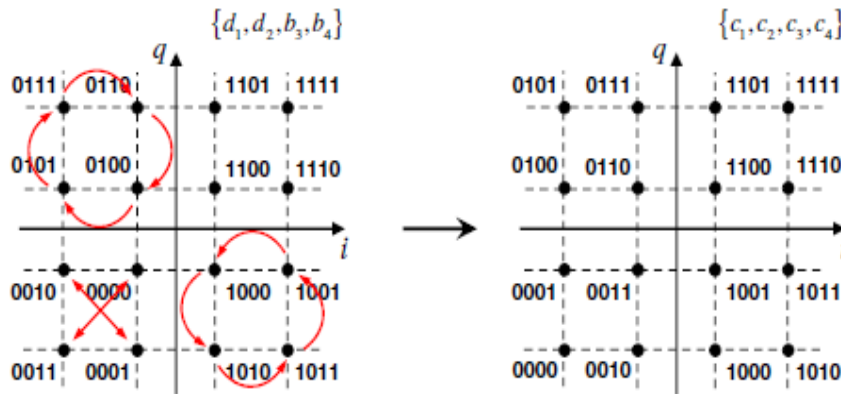 {d₁,d₂,b₃,b₄} {c₁,c₂,c₃,c₄}
q q
0111 0110 1101 1111 0101 0111 1101 1111
0101 0100 1100 1110 0100 0110 1100 1110
i
0010 0000 1000 1001 0001 0011 1001 1011
0011 0001 1010 1011 0000 0010 1000 1010